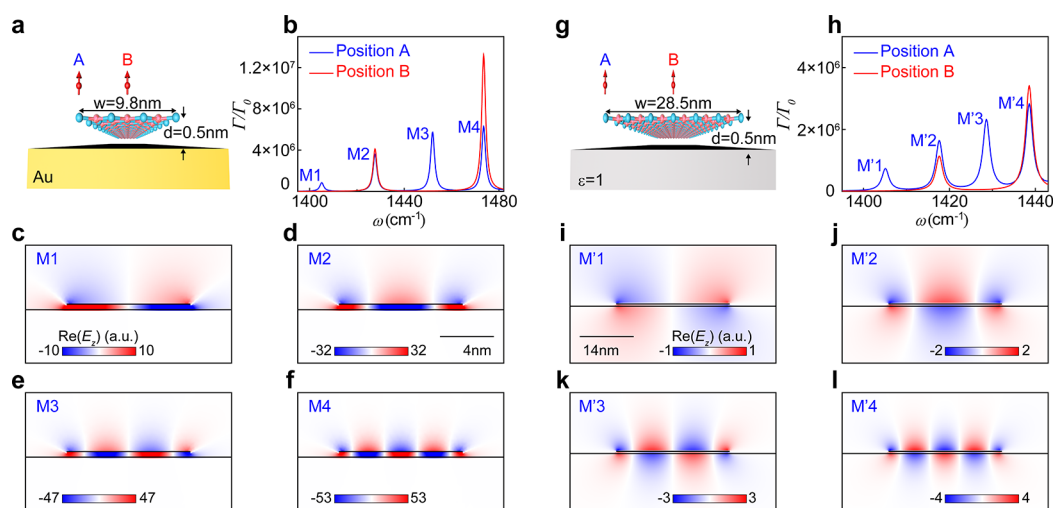 a
A
B
w=9.8nm
d=0.5nm
Au
b
Γ/Γ0
Position A
Position B
1.2×10⁷
8×10⁶
4×10⁶
0
M1
M2
M3
M4
1400
1440
1480
ω(cm⁻¹)
g
A
B
w=28.5nm
d=0.5nm
ε=1
h
Γ/Γ0
Position A
Position B
4×10⁶
2×10⁶
0
M'1
M'2
M'3
M'4
1400
1420
1440
ω(cm⁻¹)
c
M1
Re(Ez) (a.u.)
-10
10
d
M2
-32
32
4nm
i
M'1
14nm
Re(Ez) (a.u.)
-1
1
j
M'2
-2
2
e
M3
-47
47
f
M4
-53
53
k
M'3
-3
3
l
M'4
-4
4